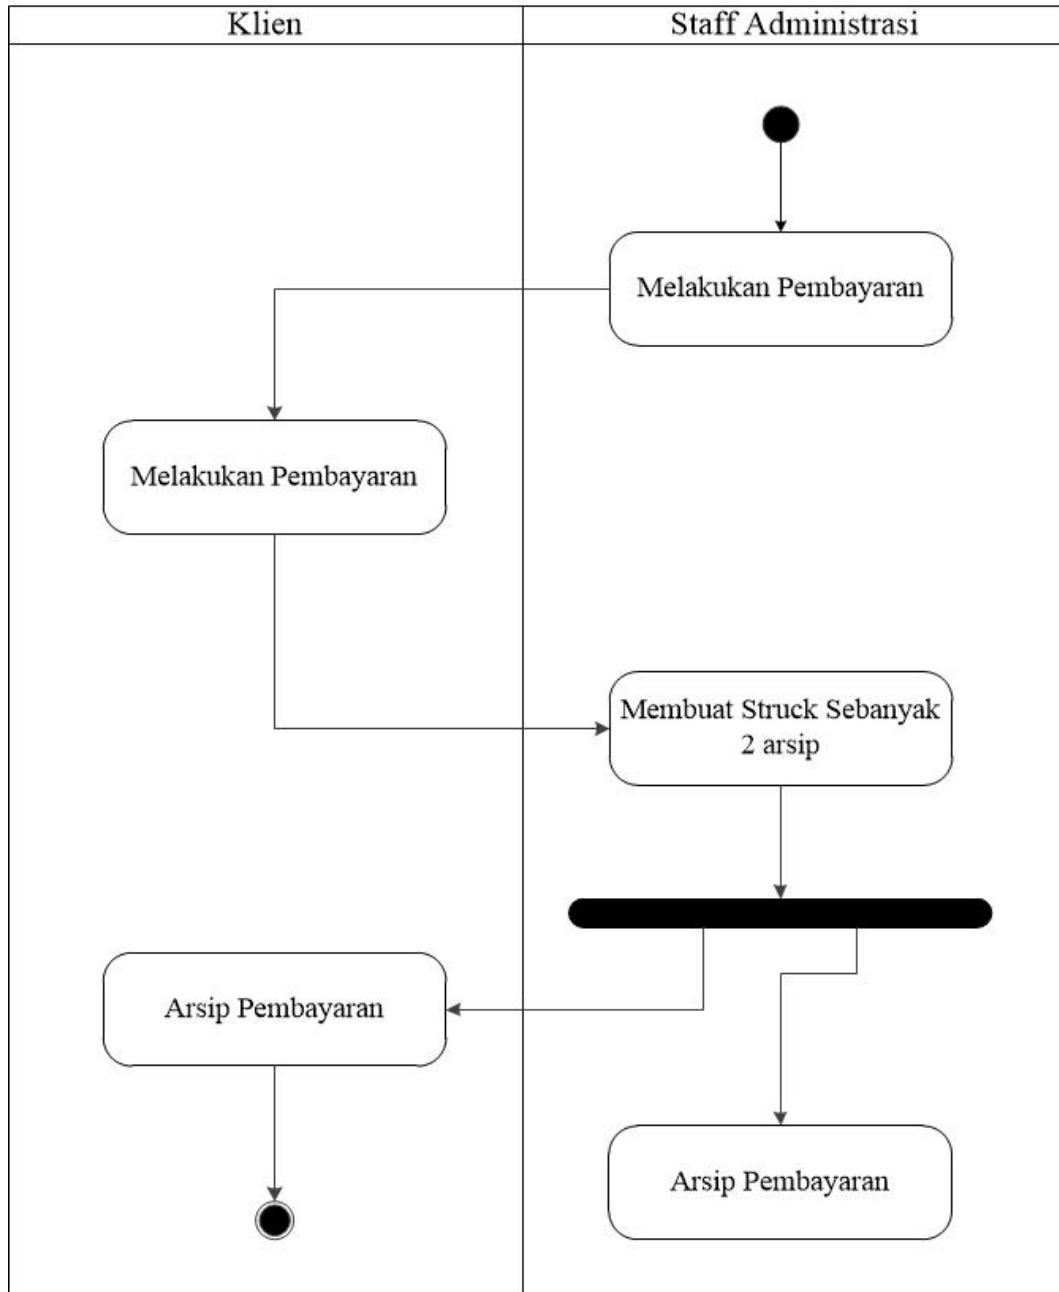 Klien
Staff Administrasi
Melakukan Pembayaran
Melakukan Pembayaran
Membuat Struck Sebanyak
2 arsip
Arsip Pembayaran
Arsip Pembayaran